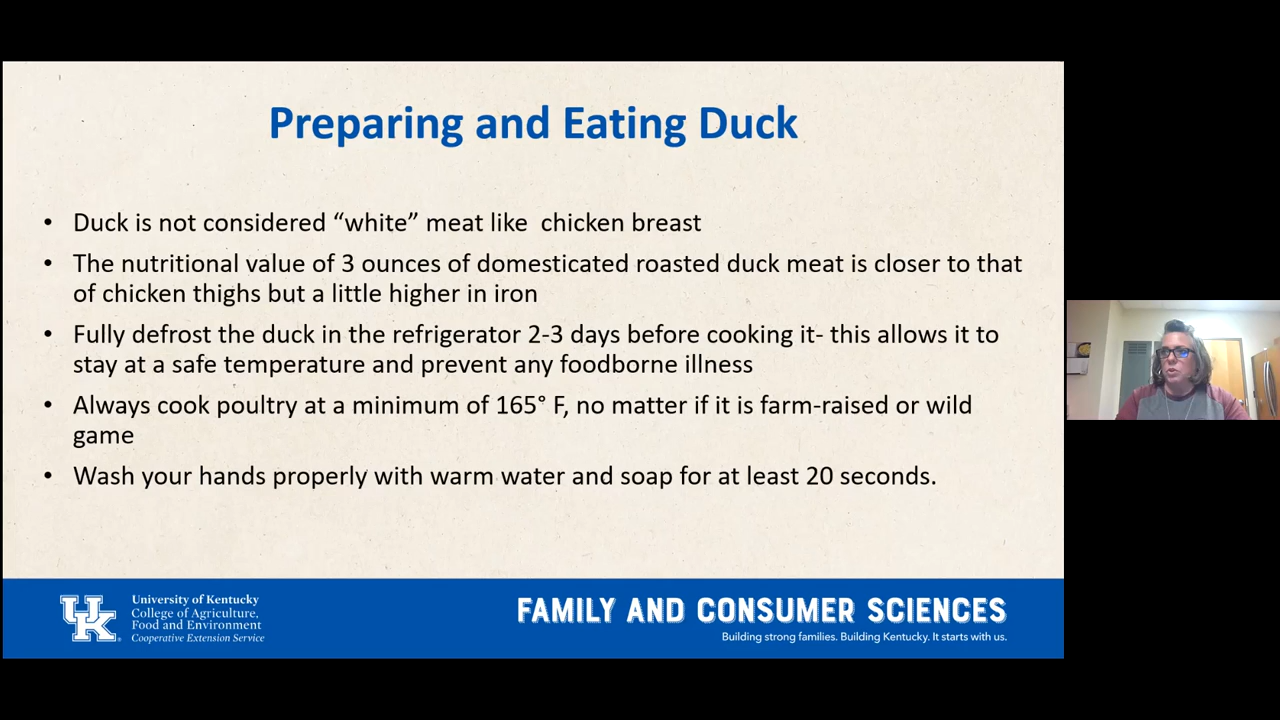 Preparing and Eating Duck
• Duck is not considered “white” meat like  chicken breast
• The nutritional value of 3 ounces of domesticated roasted duck meat is closer to that
of chicken thighs but a little higher in iron
• Fully defrost the duck in the refrigerator 2-3 days before cooking it- this allows it to
stay at a safe temperature and prevent any foodborne illness
• Always cook poultry at a minimum of 165° F, no matter if it is farm-raised or wild
game
• Wash your hands properly with warm water and soap for at least 20 seconds.
UK
University of Kentucky
College of Agriculture,
Food and Environment
Cooperative Extension Service
FAMILY AND CONSUMER SCIENCES
Building strong families. Building Kentucky. It starts with us.